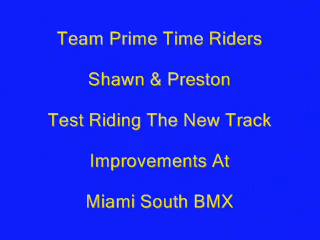 Team Prime Time Riders
Shawn & Preston
Test Riding The New Track
Improvements At
Miami South BMX